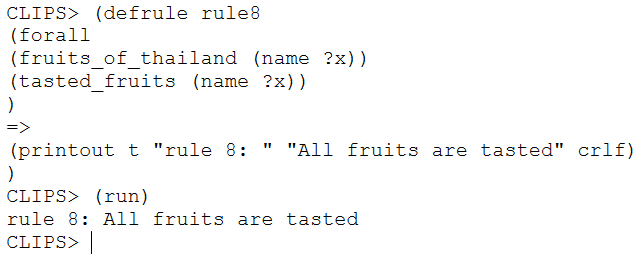 CLIPS> (defrule rule8
(forall
(fruits_of_thailand (name ?x))
(tasted_fruits (name ?x))
)
=>
(printout t "rule 8: " "All fruits are tasted" crlf)
)
CLIPS> (run)
rule 8: All fruits are tasted
CLIPS>